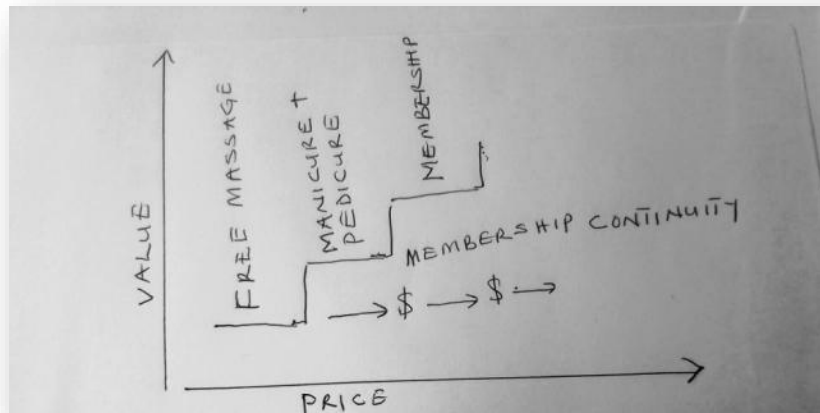 VALUE
FREE MASSAGE
MANICURE +
PEDICURE
MEMBERSHIP
MEMBERSHIP CONTINUITY
$ $
PRICE